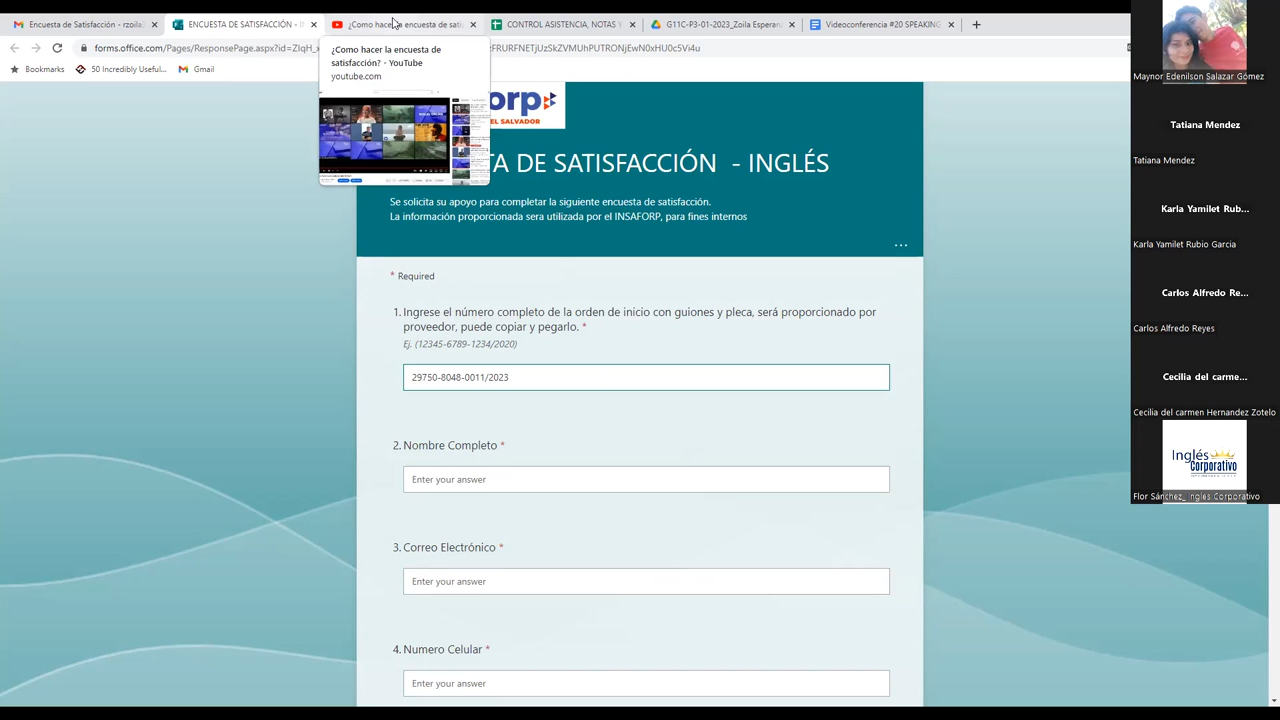 Encuesta de Satisfacción - rzoila
ENCUESTA DE SATISFACCIÓN - IN
¿Como hacer la encuesta de sati
CONTROL ASISTENCIA, NOTAS Y
G11C-P3-01-2023_Zoila Esperan
Videoconferencia #20 SPEAKING
forms.office.com/Pages/ResponsePage.aspx?id=ZIqH_
Bookmarks
50 Incredibly Useful...
Gmail
¿Como hacer la encuesta de
satisfacción? - YouTube
youtube.com
orp
EL SALVADOR
TA DE SATISFACCIÓN - INGLÉS
Se solicita su apoyo para completar la siguiente encuesta de satisfacción.
La información proporcionada sera utilizada por el INSAFORP, para fines internos
...
* Required
1. Ingrese el número completo de la orden de inicio con guiones y pleca, será proporcionado por
proveedor, puede copiar y pegarlo. *
Ej. (12345-6789-1234/2020)
29750-8048-0011/2023
2. Nombre Completo *
Enter your answer
3. Correo Electrónico *
Enter your answer
4. Numero Celular *
Enter your answer
Maynor Edenilson Salazar Gómez
Tatiana Mendez
Tatiana Mendez
Karla Yamilet Rub...
Karla Yamilet Rubio Garcia
Carlos Alfredo Re...
Carlos Alfredo Reyes
Cecilia del carme...
Cecilia del carmen Hernandez Zotelo
Inglés
Corporativo
Flor Sánchez_ Inglés Corporativo